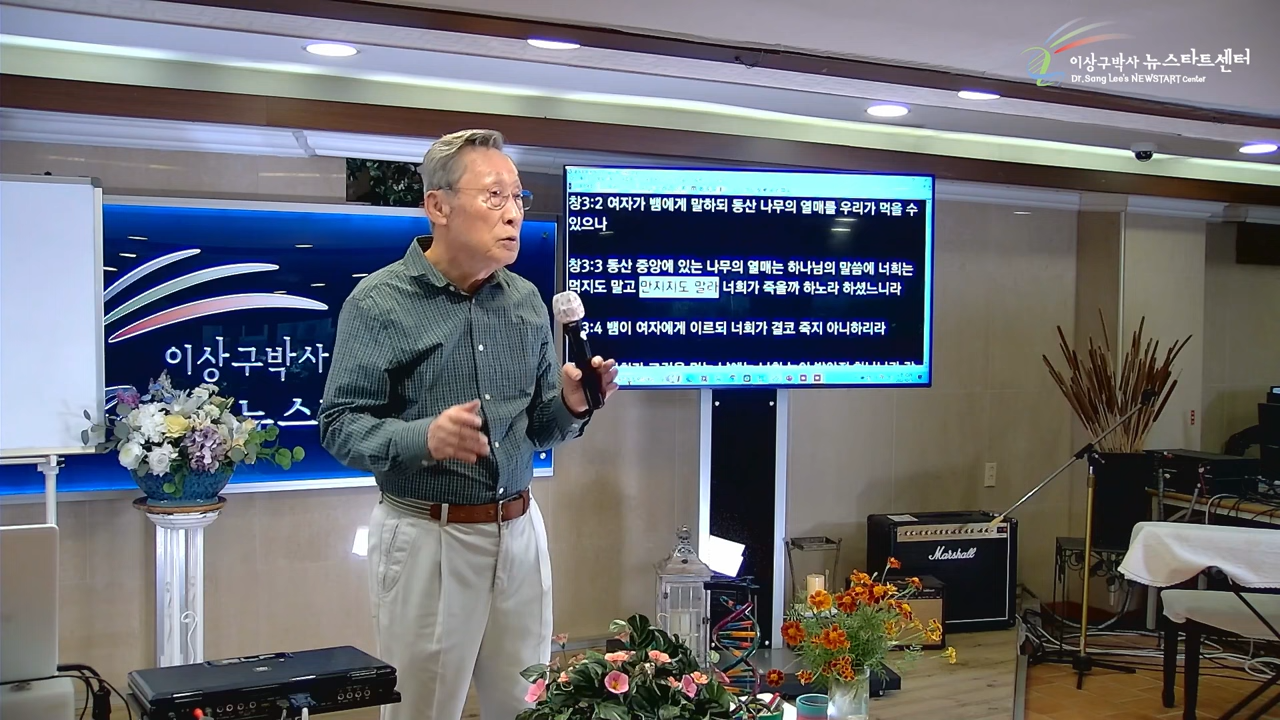 이상구박사 뉴스타트센터
Dr. Sang Lee's NEWSTART Center
창3:2 여자가 뱀에게 말하되 동산 나무의 열매를 우리가 먹을 수
있으나
창3:3 동산 중앙에 있는 나무의 열매는 하나님의 말씀에 너희는
먹지도 말고 만지지도 말라 너희가 죽을까 하노라 하셨느니라
3:4 뱀이 여자에게 이르되 너희가 결코 죽지 아니하리라
이상구박사
뉴스
Marshall